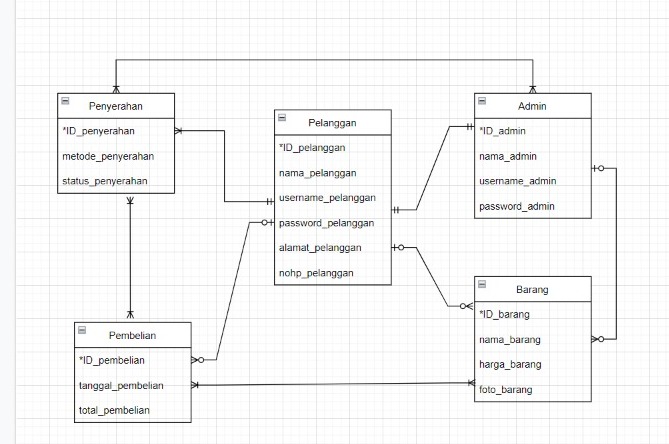 Penyerahan
*ID_penyerahan
metode_penyerahan
status_penyerahan
Pelanggan
*ID_pelanggan
nama_pelanggan
username_pelanggan
password_pelanggan
alamat_pelanggan
nohp_pelanggan
Admin
*ID_admin
nama_admin
username_admin
password_admin
Pembelian
*ID_pembelian
tanggal_pembelian
total_pembelian
Barang
*ID_barang
nama_barang
harga_barang
foto_barang